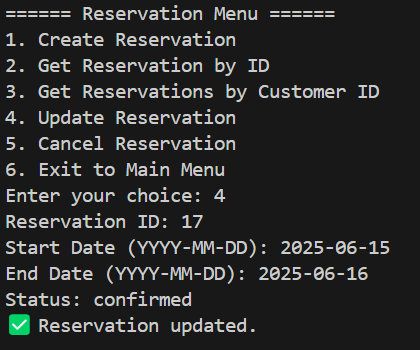 ====== Reservation Menu ======
1. Create Reservation
2. Get Reservation by ID
3. Get Reservations by Customer ID
4. Update Reservation
5. Cancel Reservation
6. Exit to Main Menu
Enter your choice: 4
Reservation ID: 17
Start Date (YYYY-MM-DD): 2025-06-15
End Date (YYYY-MM-DD): 2025-06-16
Status: confirmed
✅ Reservation updated.